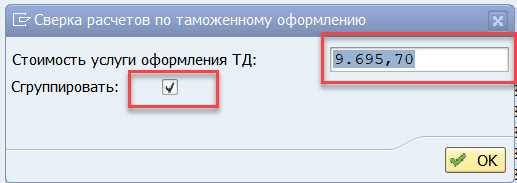 Сверка расчетов по таможенному оформлению
Стоимость услуги оформления ТД: 9.695,70
Сгруппировать:
OK